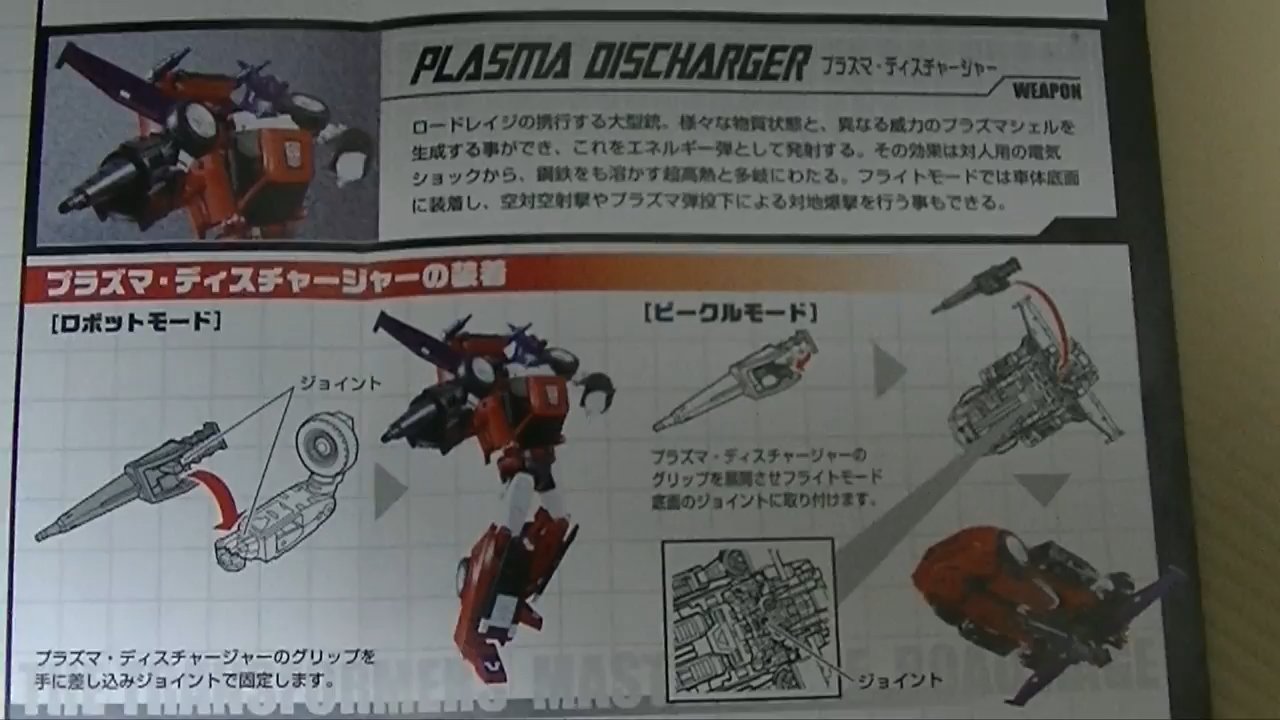 PLASMA DISCHARGER プラズマ・ディスチャージャー
WEAPON
ロードレイジの携行する大型銃。様々な物質状態と、異なる威力のプラズマシェルを
生成する事ができ、これをエネルギー弾として発射する。その効果は対人用の電気
ショックから、鋼鉄をも溶かす超高熱と多岐にわたる。フライトモードでは車体底面
に装着し、空対空射撃やプラズマ弾投下による対地爆撃を行う事もできる。
プラズマ・ディスチャージャーの装着
[ロボットモード]
ジョイント
プラズマ・ディスチャージャーのグリップを
手に差し込みジョイントで固定します。
[ビークルモード]
プラズマ・ディスチャージャーの
グリップを展開させフライトモード
底面のジョイントに取り付けます。
ジョイント
THE TRANSFORMERS MAST ROAD RAGE